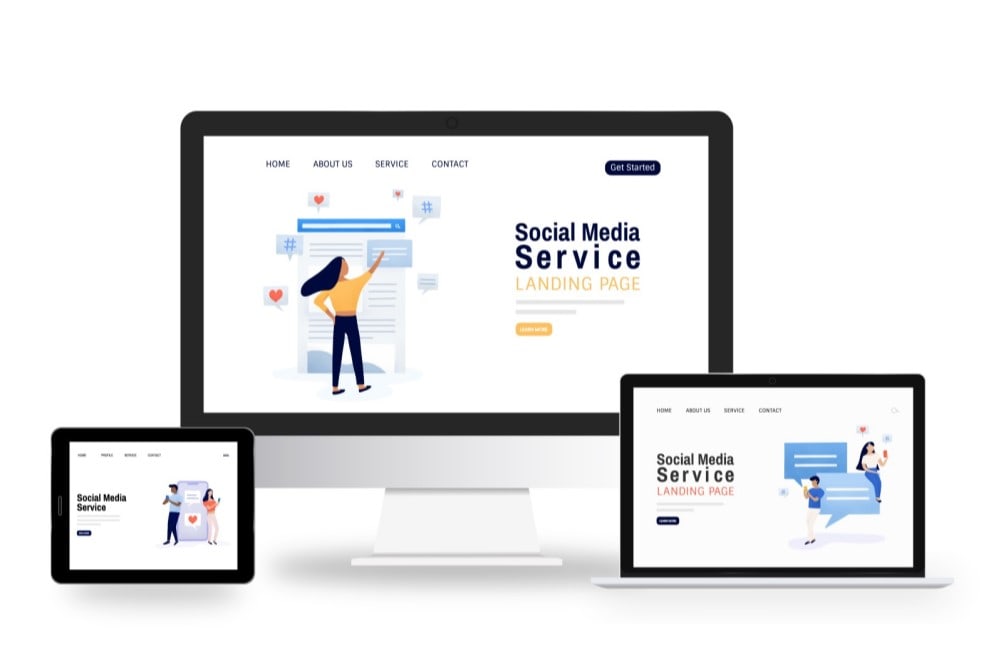 HOME ABOUT US SERVICE CONTACT Get Started
#
#
Social Media
Service
LANDING PAGE
LEARN MORE
HOME PROFILE SERVICE CONTACT
Social Media
Service
HOME ABOUT US SERVICE CONTACT
Social Media
Service
LANDING PAGE
LEARN MORE